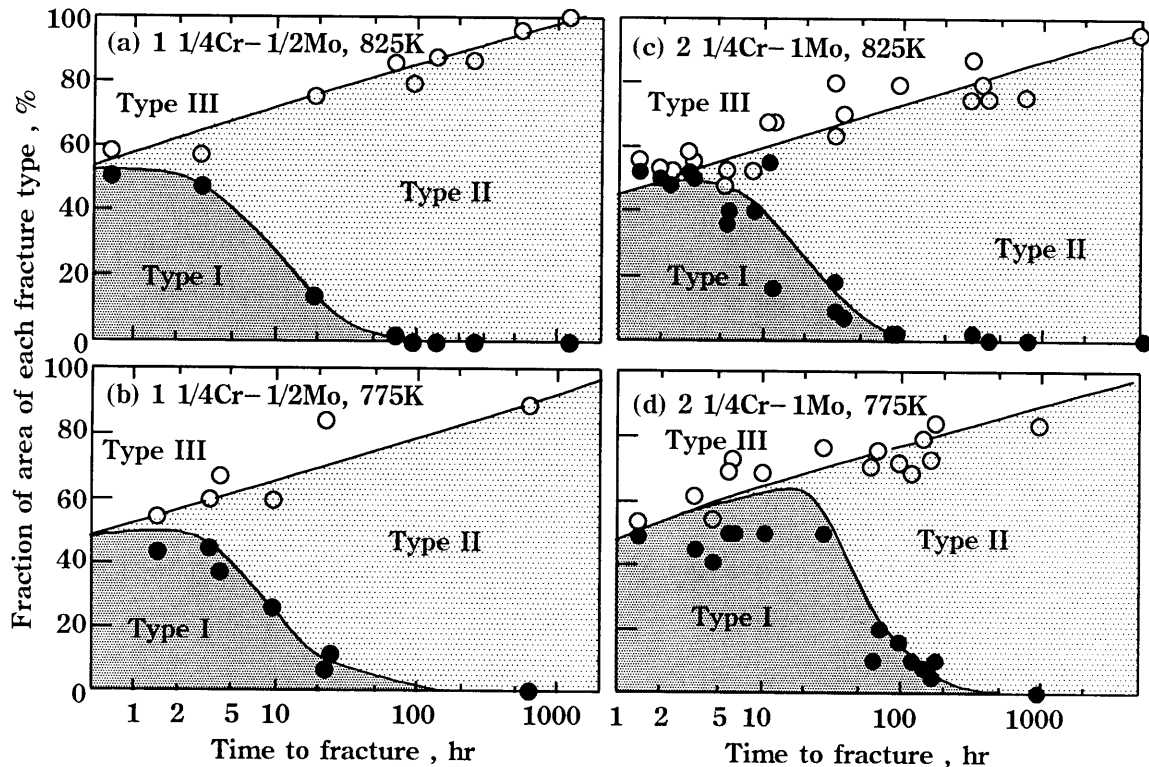 Fraction of area of each fracture type , %
100
80
60
40
20
0
(a) 1 1/4Cr-1/2Mo, 825K
Type III
Type II
Type I
(c) 2 1/4Cr-1Mo, 825K
Type III
Type II
Type I
80
60
40
20
0
(b) 1 1/4Cr-1/2Mo, 775K
Type III
Type II
Type I
(d) 2 1/4Cr-1Mo, 775K
Type III
Type II
Type I
1 2 5 10 100 1000
1 2 5 10 100 1000
Time to fracture , hr
Time to fracture , hr